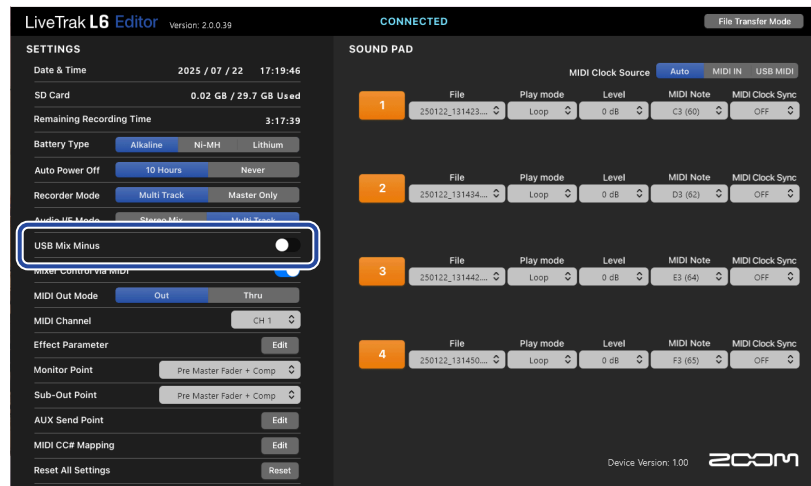 LiveTrak L6 Editor Version: 2.0.0.39 CONNECTED File Transfer Mode
SETTINGS
Date & Time 2025 / 07 / 22 17:19:46
SD Card 0.02 GB / 29.7 GB Used
Remaining Recording Time 3:17:39
Battery Type Alkaline Ni-MH Lithium
Auto Power Off 10 Hours Never
Recorder Mode Multi Track Master Only
Audio I/F Mode Stereo Mix Multi Track
USB Mix Minus
Mixer Control via MIDI
MIDI Out Mode Out Thru
MIDI Channel CH 1
Effect Parameter Edit
Monitor Point Pre Master Fader + Comp
Sub-Out Point Pre Master Fader + Comp
AUX Send Point Edit
MIDI CC# Mapping Edit
Reset All Settings Reset
SOUND PAD
MIDI Clock Source Auto MIDI IN USB MIDI
File Play mode Level MIDI Note MIDI Clock Sync
1 250122_131423.... Loop 0 dB C3 (60) OFF
File Play mode Level MIDI Note MIDI Clock Sync
2 250122_131434.... Loop 0 dB D3 (62) OFF
File Play mode Level MIDI Note MIDI Clock Sync
3 250122_131442.... Loop 0 dB E3 (64) OFF
File Play mode Level MIDI Note MIDI Clock Sync
4 250122_131450.... Loop 0 dB F3 (65) OFF
Device Version: 1.00 ZOOM